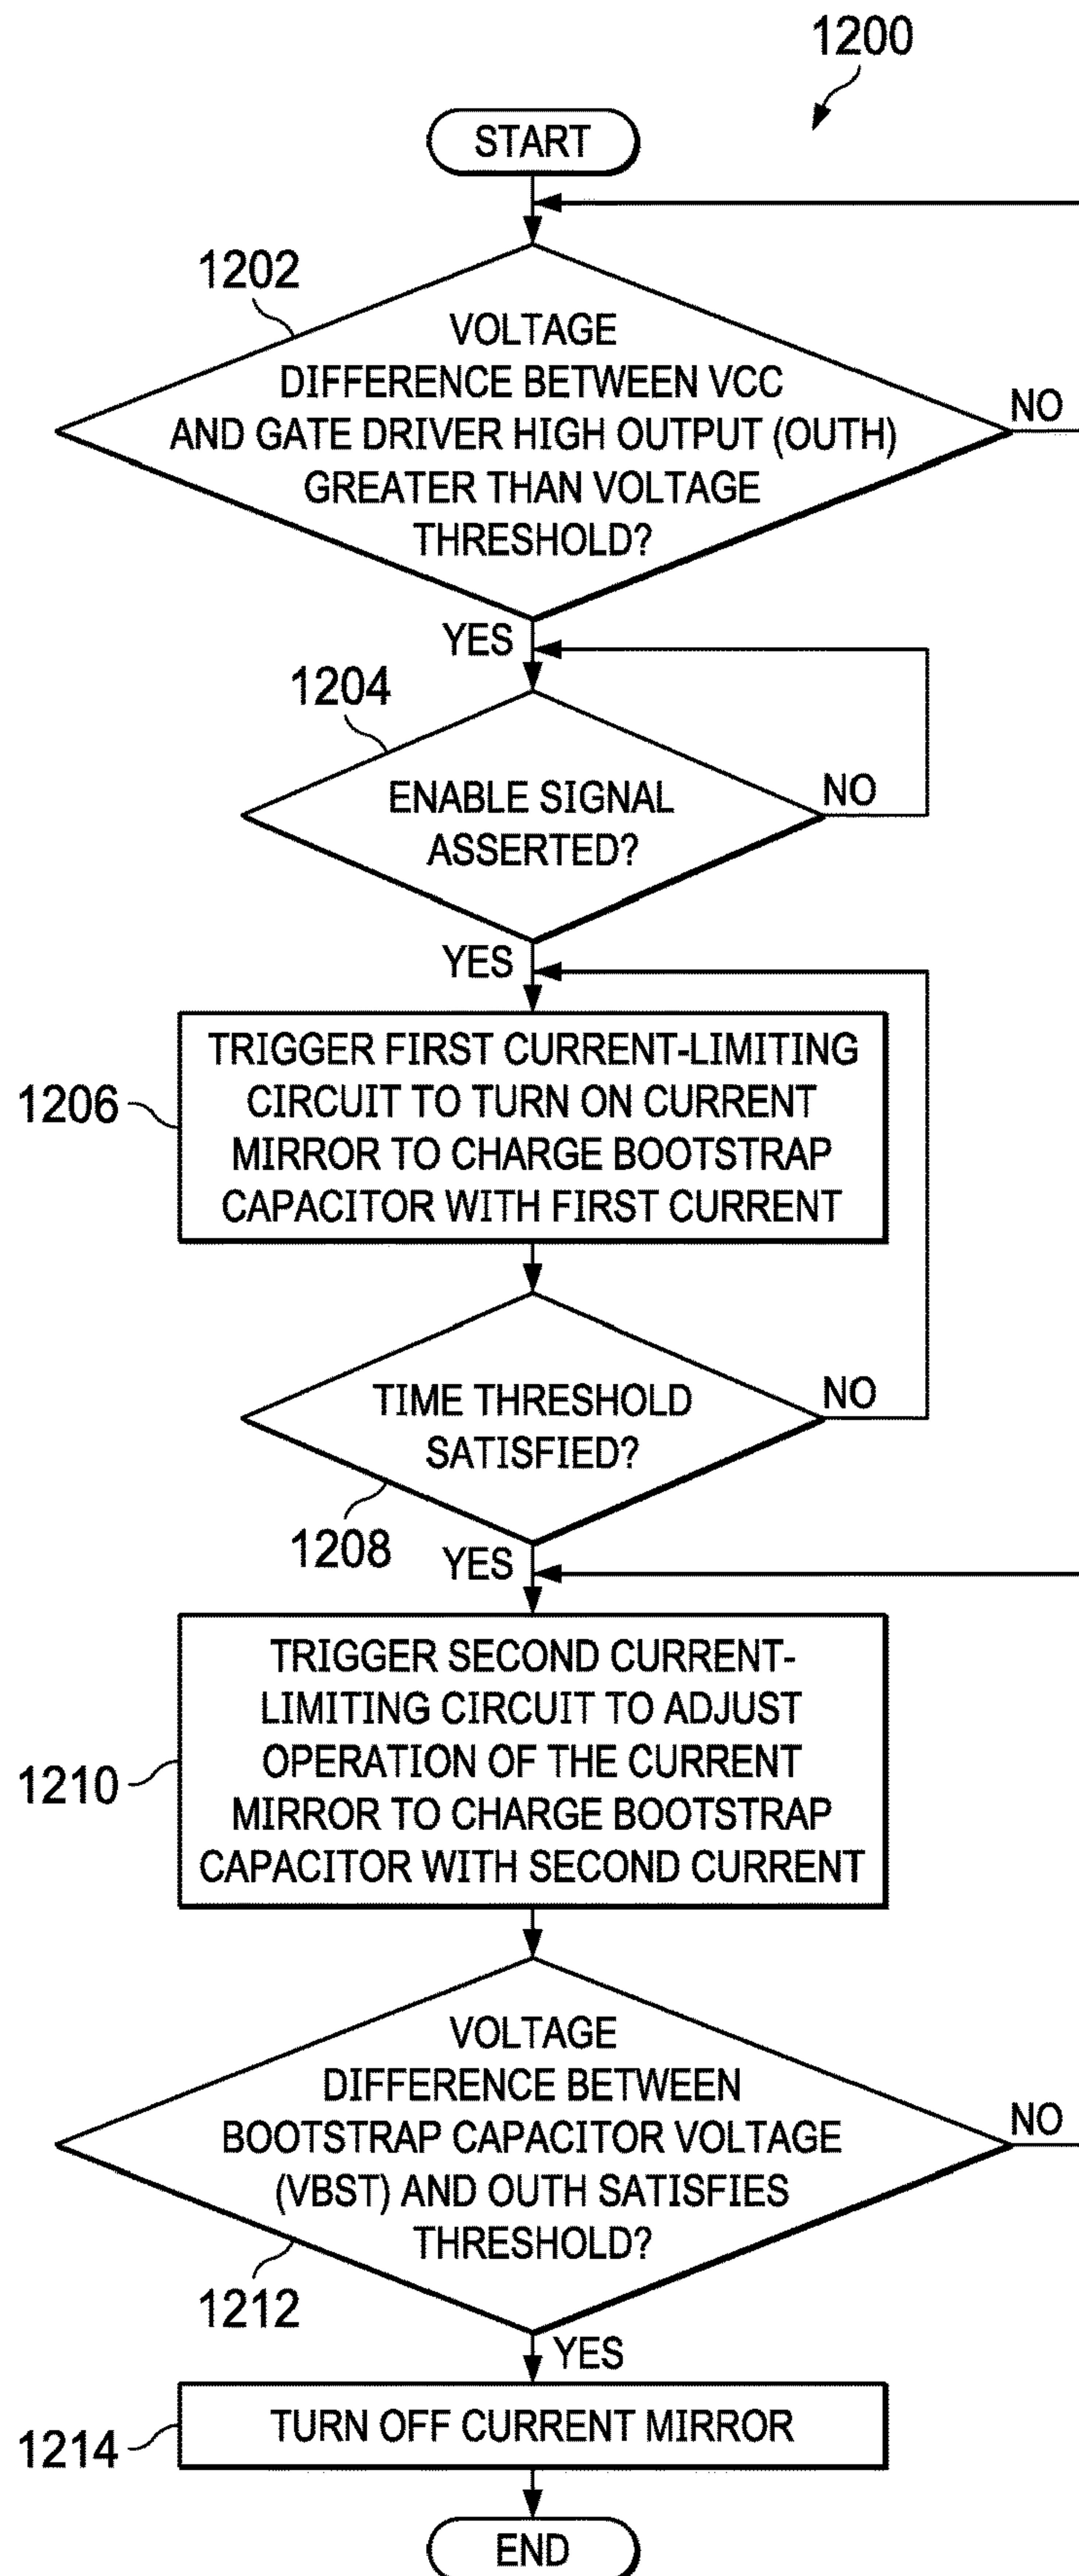 1200
START
1202
VOLTAGE
DIFFERENCE BETWEEN VCC
AND GATE DRIVER HIGH OUTPUT (OUTH)
GREATER THAN VOLTAGE
THRESHOLD?
NO
YES
1204
ENABLE SIGNAL
ASSERTED?
NO
YES
1206
TRIGGER FIRST CURRENT-LIMITING
CIRCUIT TO TURN ON CURRENT
MIRROR TO CHARGE BOOTSTRAP
CAPACITOR WITH FIRST CURRENT
TIME THRESHOLD
SATISFIED?
NO
1208
YES
1210
TRIGGER SECOND CURRENT-
LIMITING CIRCUIT TO ADJUST
OPERATION OF THE CURRENT
MIRROR TO CHARGE BOOTSTRAP
CAPACITOR WITH SECOND CURRENT
VOLTAGE
DIFFERENCE BETWEEN
BOOTSTRAP CAPACITOR VOLTAGE
(VBST) AND OUTH SATISFIES
THRESHOLD?
NO
1212
YES
1214
TURN OFF CURRENT MIRROR
END